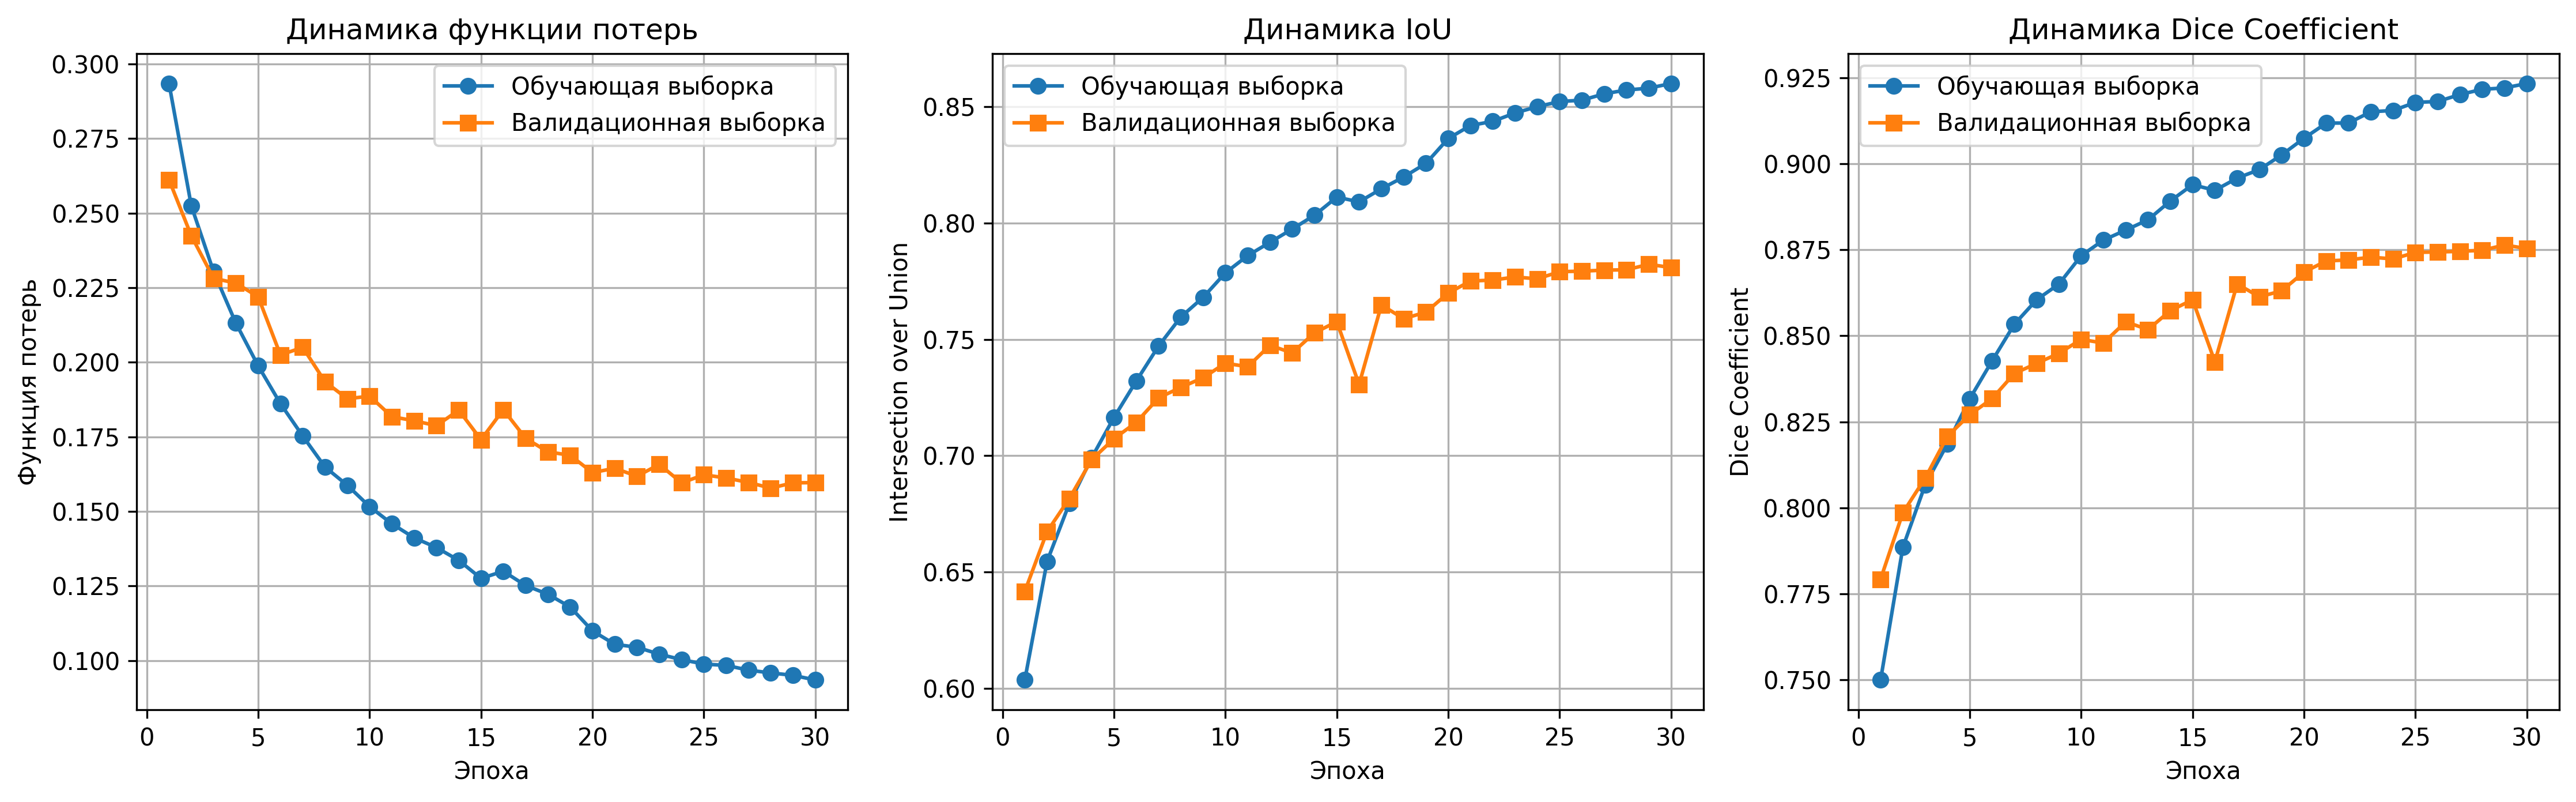 Динамика функции потерь
Функция потерь
0.300
0.275
0.250
0.225
0.200
0.175
0.150
0.125
0.100
Обучающая выборка
Валидационная выборка
0 5 10 15 20 25 30
Эпоха
Динамика IoU
Intersection over Union
0.85
0.80
0.75
0.70
0.65
0.60
Обучающая выборка
Валидационная выборка
0 5 10 15 20 25 30
Эпоха
Динамика Dice Coefficient
Dice Coefficient
0.925
0.900
0.875
0.850
0.825
0.800
0.775
0.750
Обучающая выборка
Валидационная выборка
0 5 10 15 20 25 30
Эпоха